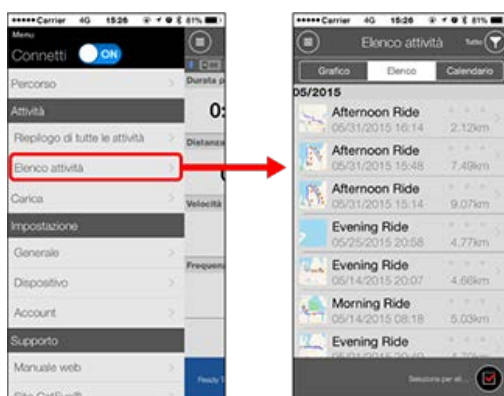 Carrier 4G 15:26 81%
Menu
Connetti ON
Percorso
Attività
Riepilogo di tutte le attività
Elenco attività
Carica
Impostazione
Generale
Dispositivo
Account
Supporto
Manuale web
Durata p
0:
Distanza
Velocità
Frequenz
Ready T
Carrier 4G 15:26 81%
Elenco attività Tutto
Grafico Elenco Calendario
05/2015
Afternoon Ride
05/31/2015 16:14 2.12km
Afternoon Ride
05/31/2015 15:48 7.49km
Afternoon Ride
05/31/2015 15:14 9.07km
Evening Ride
05/25/2015 20:58 4.77km
Evening Ride
05/14/2015 20:07 4.66km
Morning Ride
05/14/2015 08:18 5.03km
Evening Ride